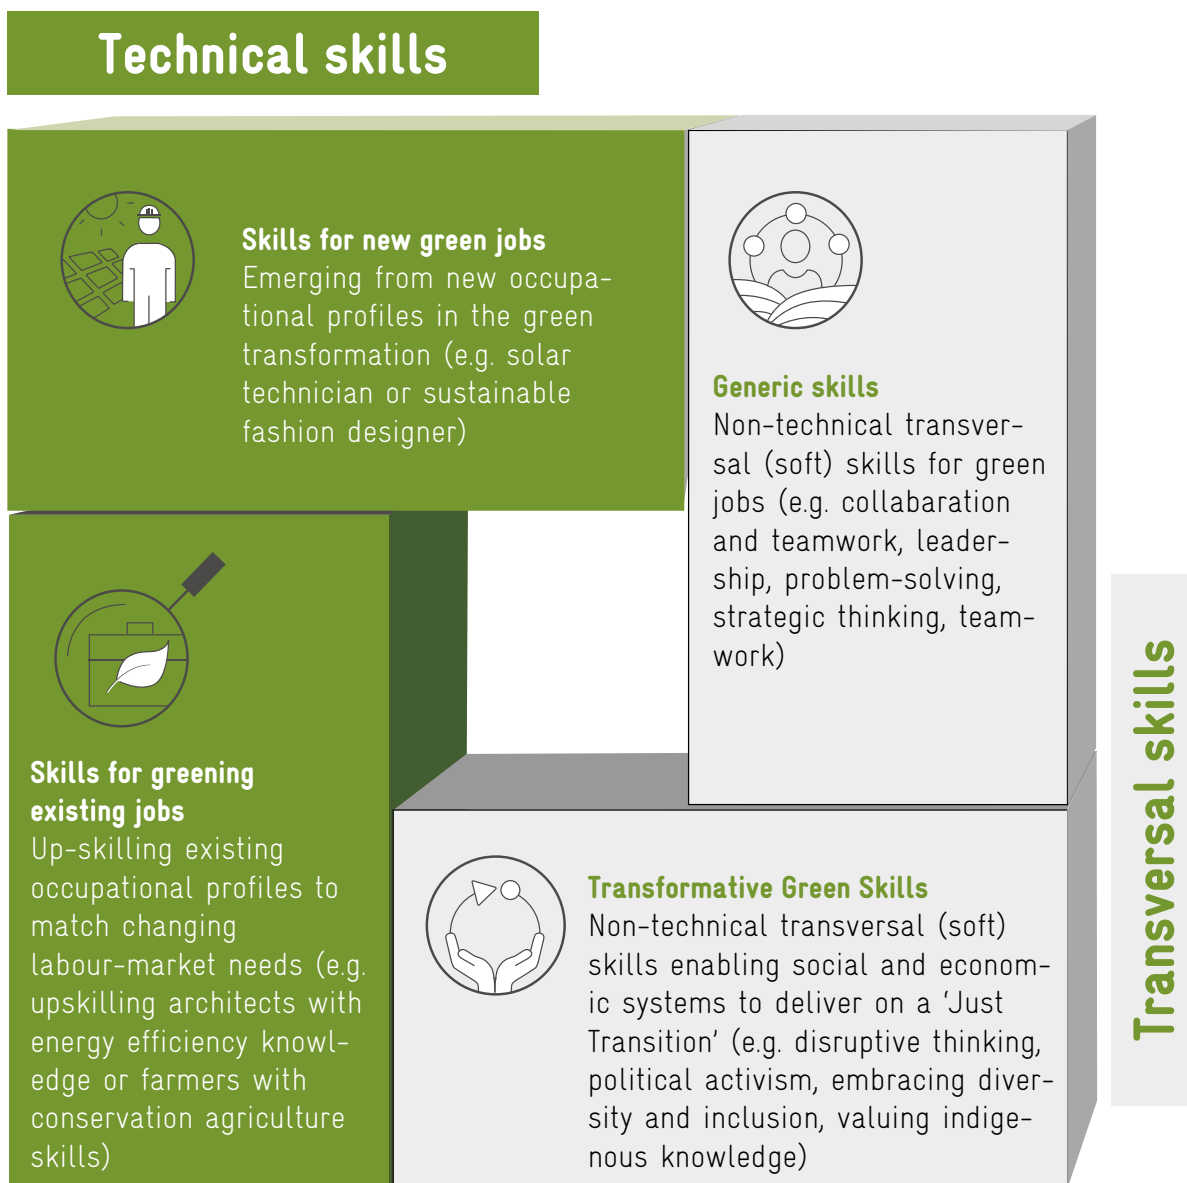 Technical skills
Skills for new green jobs
Emerging from new occupa-
tional profiles in the green
transformation (e.g. solar
technician or sustainable
fashion designer)
Generic skills
Non-technical transver-
sal (soft) skills for green
jobs (e.g. collabaration
and teamwork, leader-
ship, problem-solving,
strategic thinking, team-
work)
Skills for greening
existing jobs
Up-skilling existing
occupational profiles to
match changing
labour-market needs (e.g.
upskilling architects with
energy efficiency knowl-
edge or farmers with
conservation agriculture
skills)
Transformative Green Skills
Non-technical transversal (soft)
skills enabling social and econom-
ic systems to deliver on a ‘Just
Transition’ (e.g. disruptive thinking,
political activism, embracing diver-
sity and inclusion, valuing indige-
nous knowledge)
Transversal skills